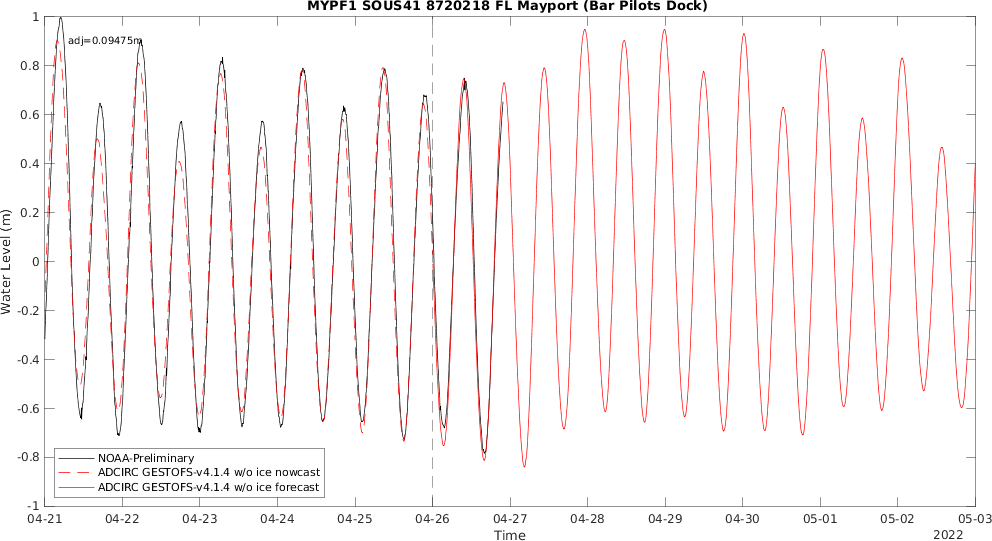 MYPF1 SOUS41 8720218 FL Mayport (Bar Pilots Dock)
adj=0.09475m
1
0.8
0.6
0.4
0.2
0
-0.2
-0.4
-0.6
-0.8
-1
Water Level (m)
NOAA-Preliminary
ADCIRC GESTOFS-v4.1.4 w/o ice nowcast
ADCIRC GESTOFS-v4.1.4 w/o ice forecast
04-21 04-22 04-23 04-24 04-25 04-26 04-27 04-28 04-29 04-30 05-01 05-02 05-03
Time
2022